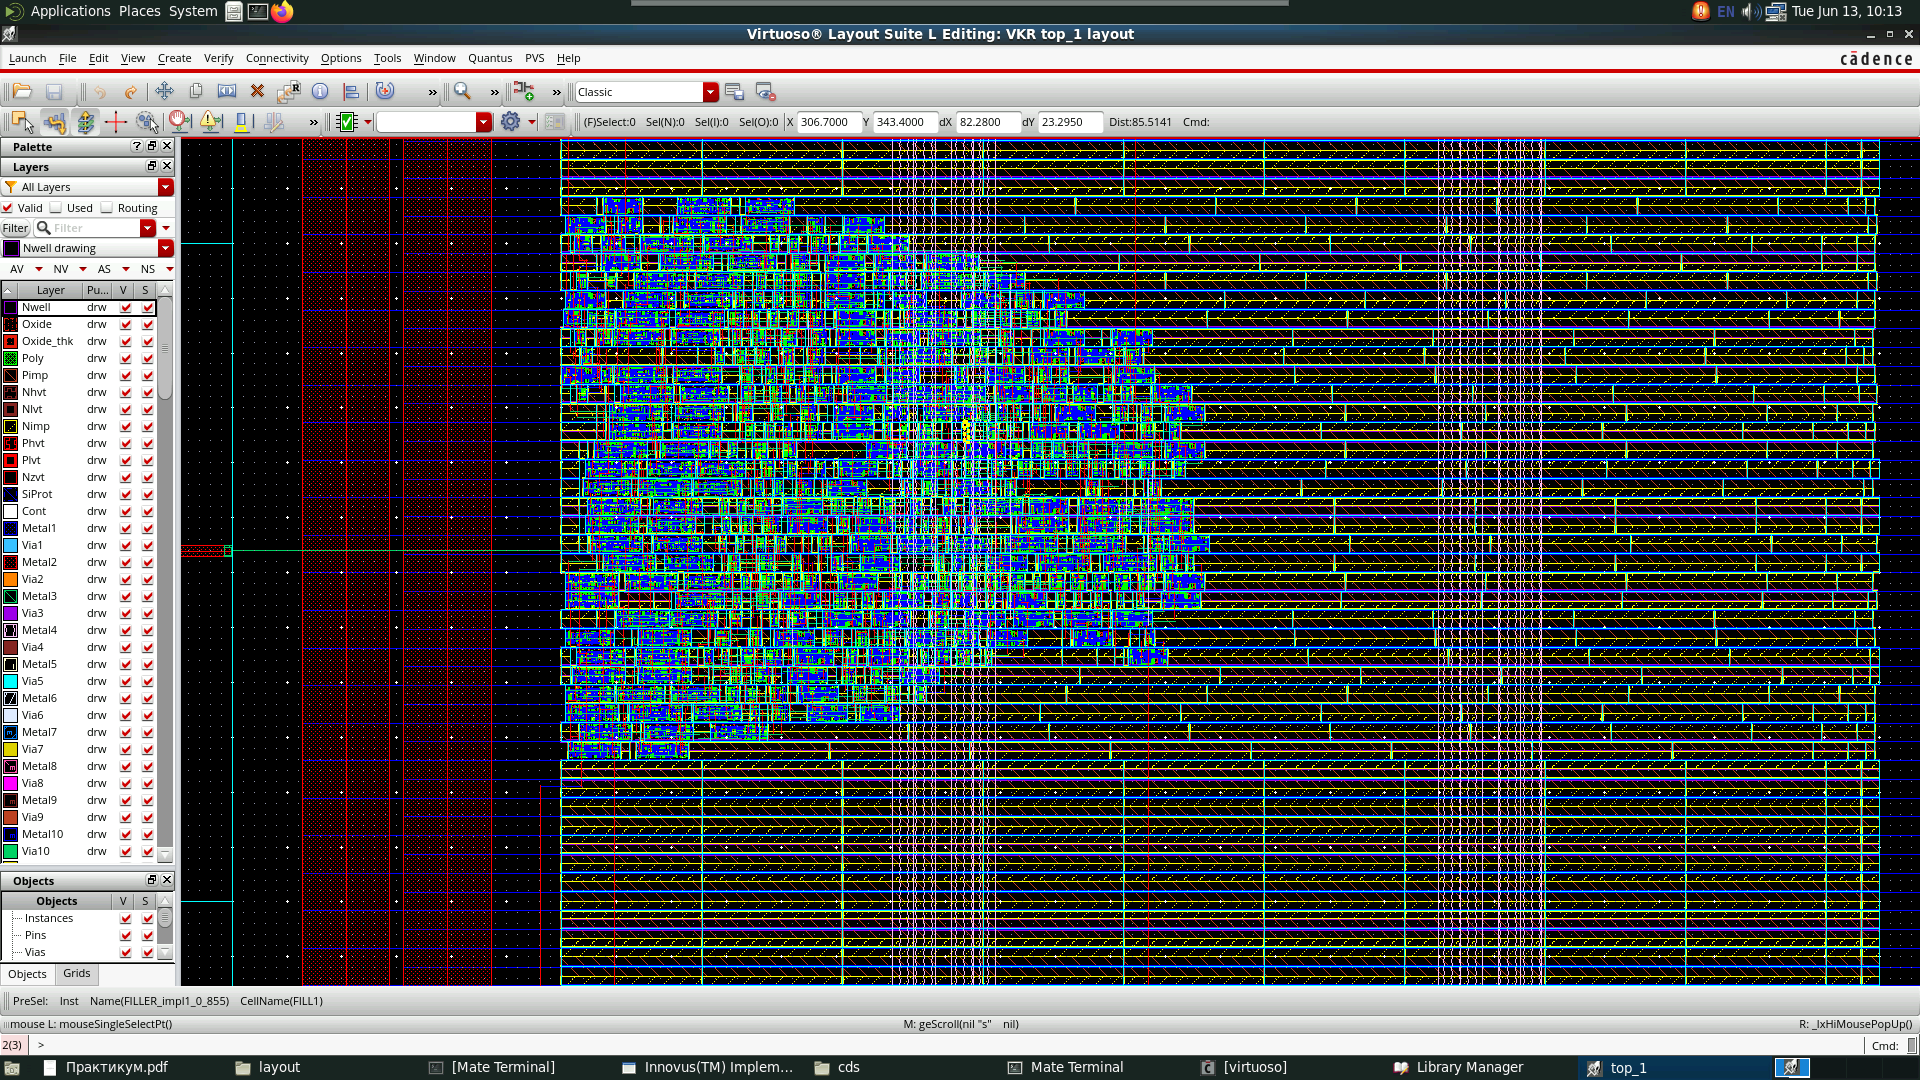 Applications Places System EN Tue Jun 13, 10:13
Virtuoso® Layout Suite L Editing: VKR top_1 layout
Launch File Edit View Create Verify Connectivity Options Tools Window Quantus PVS Help cādence
» » » Classic
» (F)Select:0 Sel(N):0 Sel(I):0 Sel(O):0 X 306.7000 Y 343.4000 dX 82.2800 dY 23.2950 Dist:85.5141 Cmd:
Palette ?
Layers
All Layers
Valid Used Routing
Filter Filter
Nwell drawing
AV NV AS NS
Layer Pu... V S
Nwell drw
Oxide drw
Oxide_thk drw
Poly drw
Pimp drw
Nhvt drw
Nlvt drw
Nimp drw
Phvt drw
Plvt drw
Nzvt drw
SiProt drw
Cont drw
Metal1 drw
Via1 drw
Metal2 drw
Via2 drw
Metal3 drw
Via3 drw
Metal4 drw
Via4 drw
Metal5 drw
Via5 drw
Metal6 drw
Via6 drw
Metal7 drw
Via7 drw
Metal8 drw
Via8 drw
Metal9 drw
Via9 drw
Metal10 drw
Via10 drw
Objects
Objects V S
Instances
Pins
Vias
Objects Grids
PreSel: Inst Name(FILLER_impl1_0_855) CellName(FILL1)
mouse L: mouseSingleSelectPt() M: geScroll(nil "s" nil) R: _lxHiMousePopUp()
2(3) > Cmd:
Практикум.pdf layout [Mate Terminal] Innovus(TM) Implem... cds Mate Terminal [virtuoso] Library Manager top_1